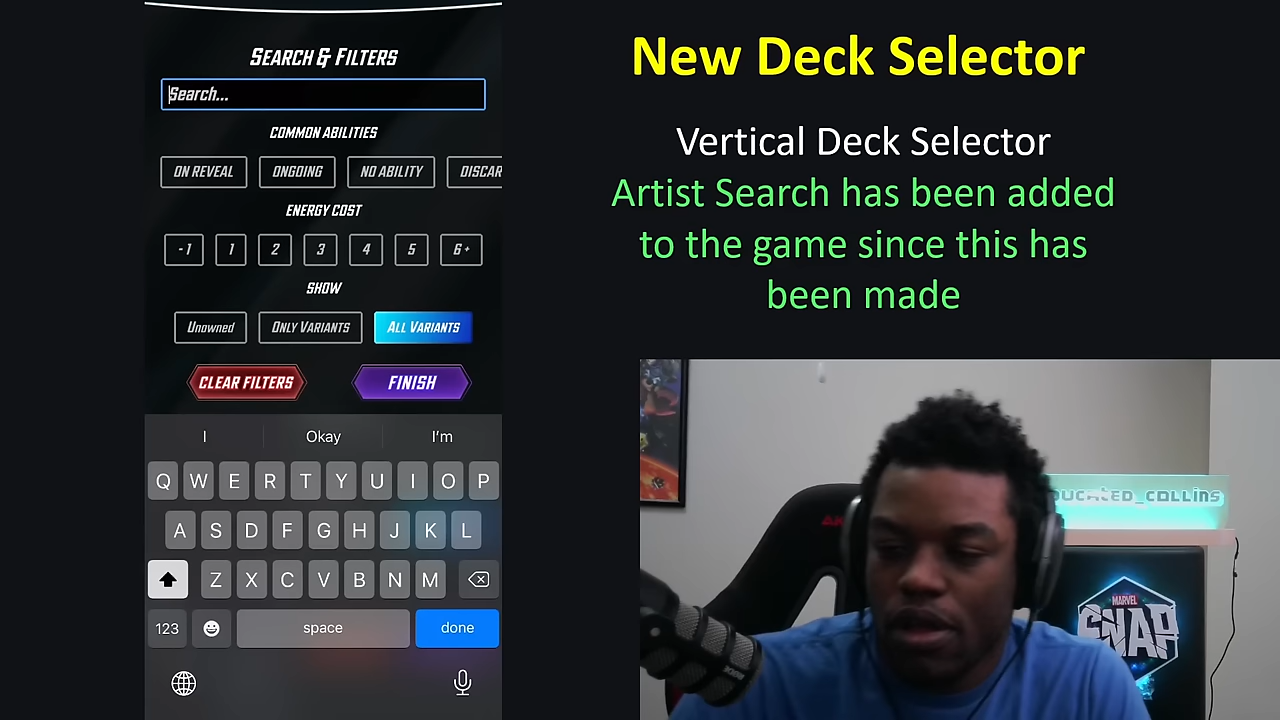 SEARCH & FILTERS
Search...
COMMON ABILITIES
ON REVEAL ONGOING NO ABILITY DISCAR
ENERGY COST
-1 1 2 3 4 5 6+
SHOW
Unowned ONLY VARIANTS ALL VARIANTS
CLEAR FILTERS FINISH
I Okay I'm
Q W E R T Y U I O P
A S D F G H J K L
Z X C V B N M
123 space done
New Deck Selector
Vertical Deck Selector
Artist Search has been added
to the game since this has
been made
DUCATED_COLLINS
MARVEL
SNAP